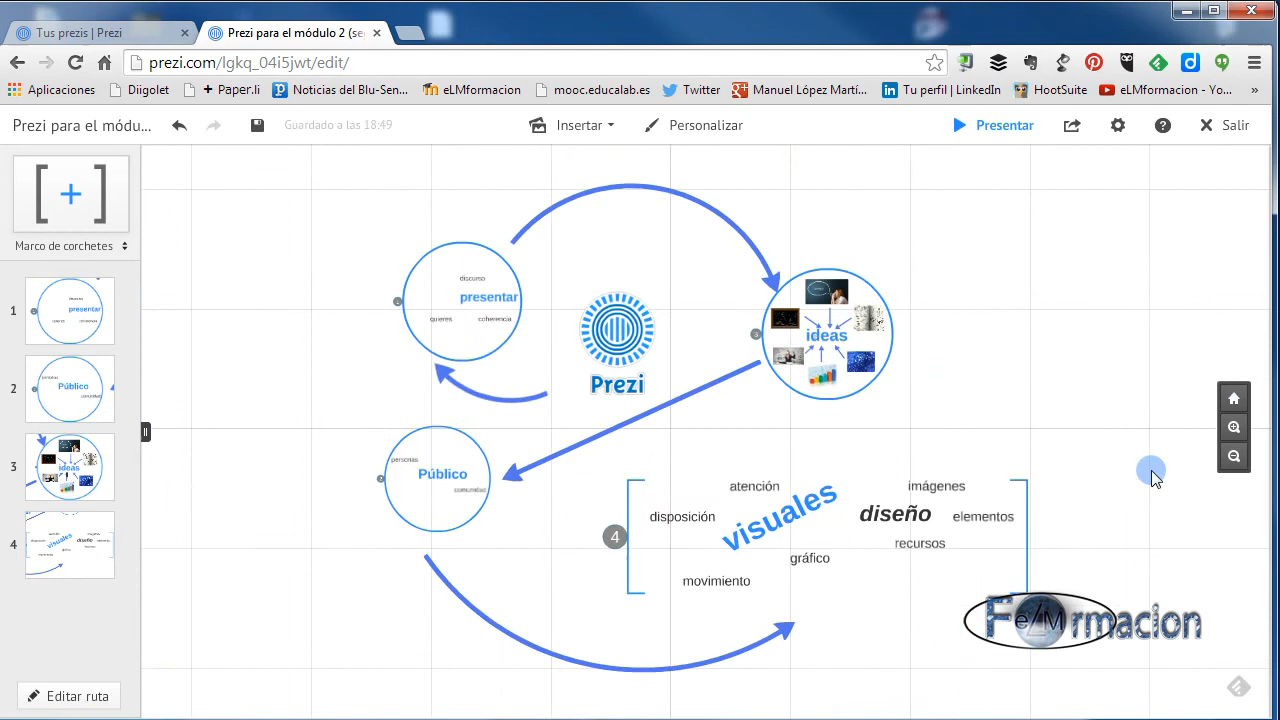 Tus prezis | Prezi
Prezi para el módulo 2 (se
prezi.com/lgkq_04i5jwt/edit/
Aplicaciones
Diigolet
+ Paper.li
Noticias del Blu-Sen...
eLMformacion
mooc.educalab.es
Twitter
Manuel López Martí...
Tu perfil | LinkedIn
HootSuite
eLMformacion - Yo...
»
Prezi para el módu...
Guardado a las 18:49
Insertar
Personalizar
Presentar
Salir
Marco de corchetes
1
2
3
4
Editar ruta
discurso
presentar
quieres
coherencia
Prezi
ideas
Público
personas
comunidad
4
atención
visuales
disposición
gráfico
movimiento
imágenes
diseño
elementos
recursos
FeLMrmacion